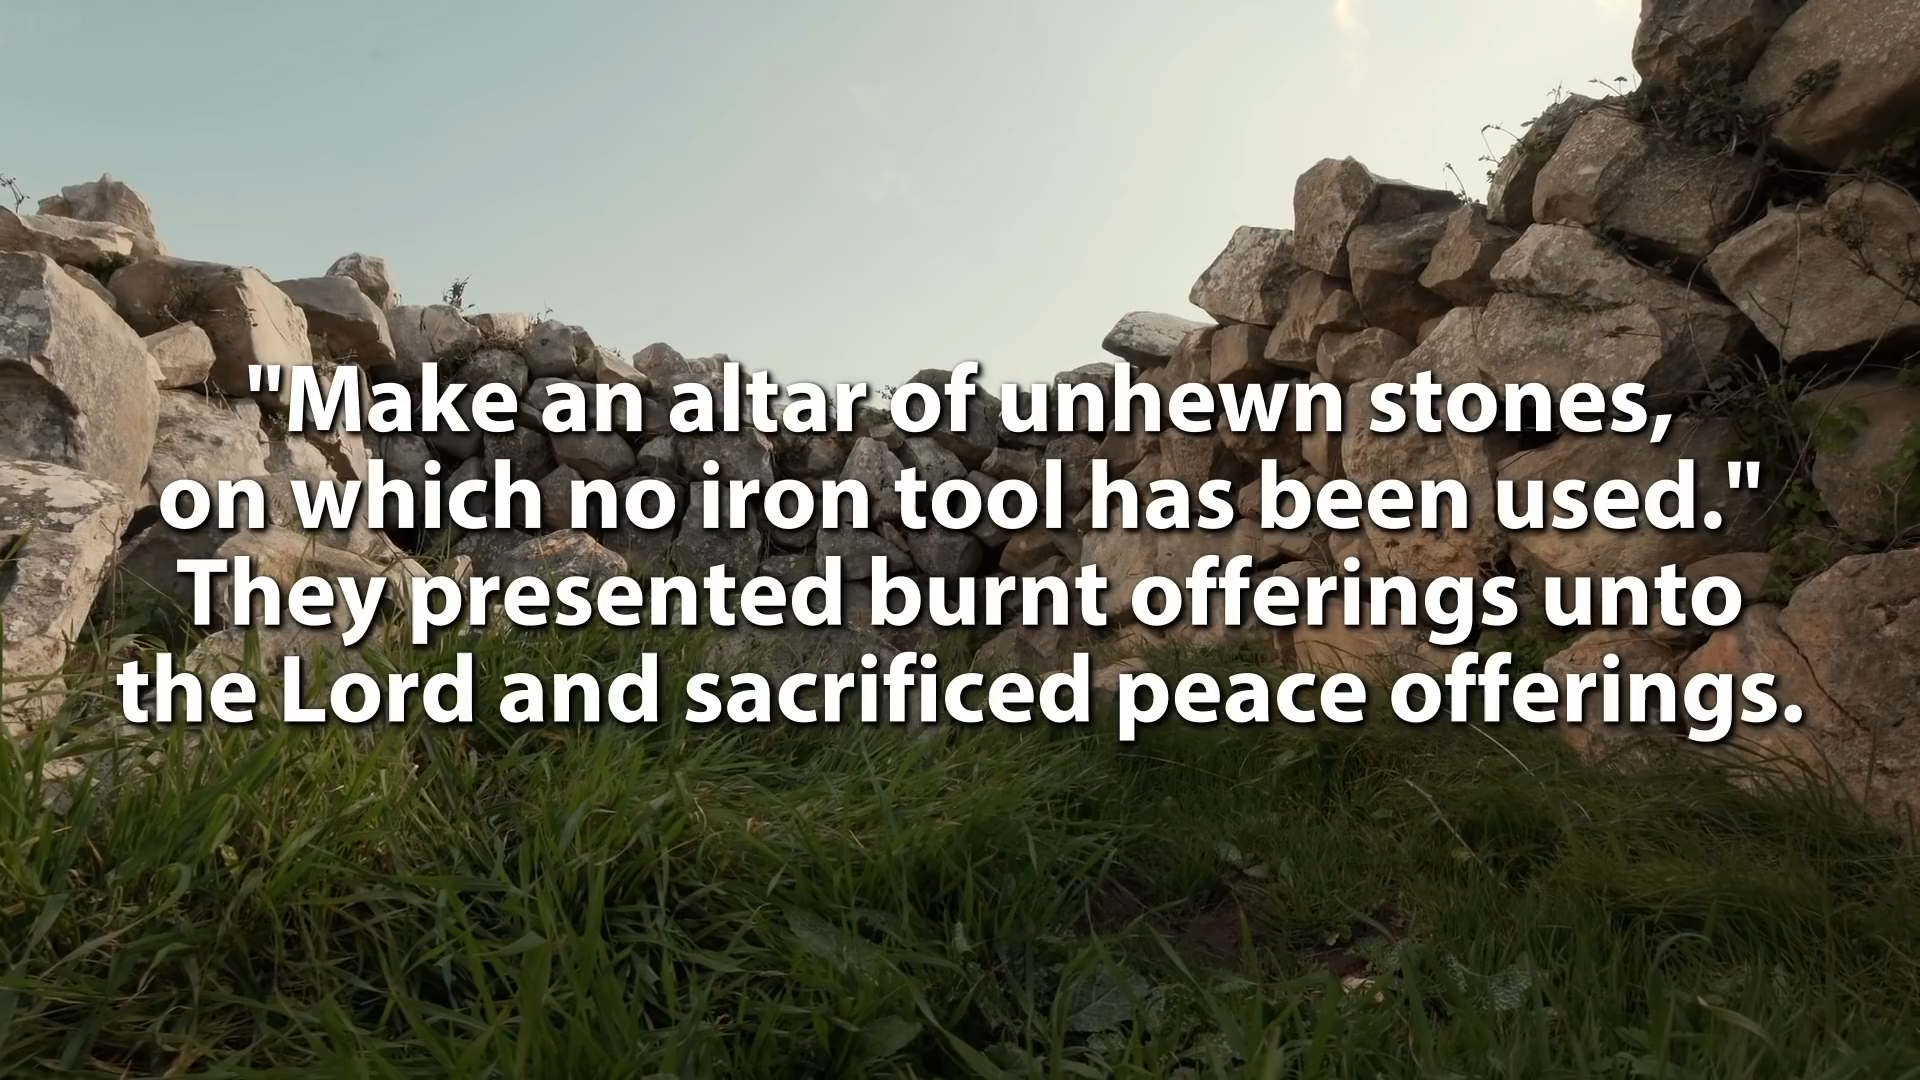 "Make an altar of unhewn stones,
on which no iron tool has been used."
They presented burnt offerings unto
the Lord and sacrificed peace offerings.